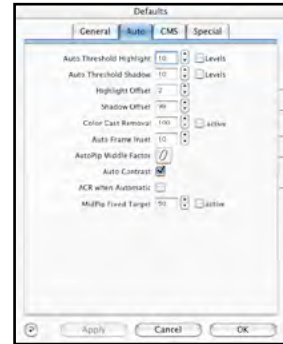 Defaults
General Auto CMS Special
Auto Threshold Highlight 10 Levels
Auto Threshold Shadow 10 Levels
Highlight Offset 2
Shadow Offset
Color Cast Removal 100 active
Auto Frame Inset 10
AutoPip Middle Factor
Auto Contrast
ACR when Automatic
MidPip Fixed Target 50 active
Apply Cancel OK